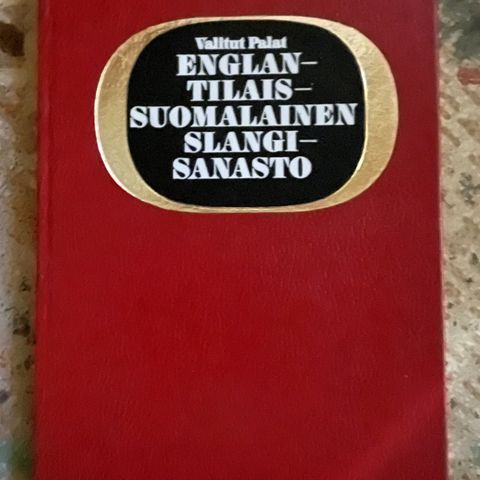 Valitut Palat
ENGLAN-
TILAIS-
SUOMALAINEN
SLANGI-
SANASTO